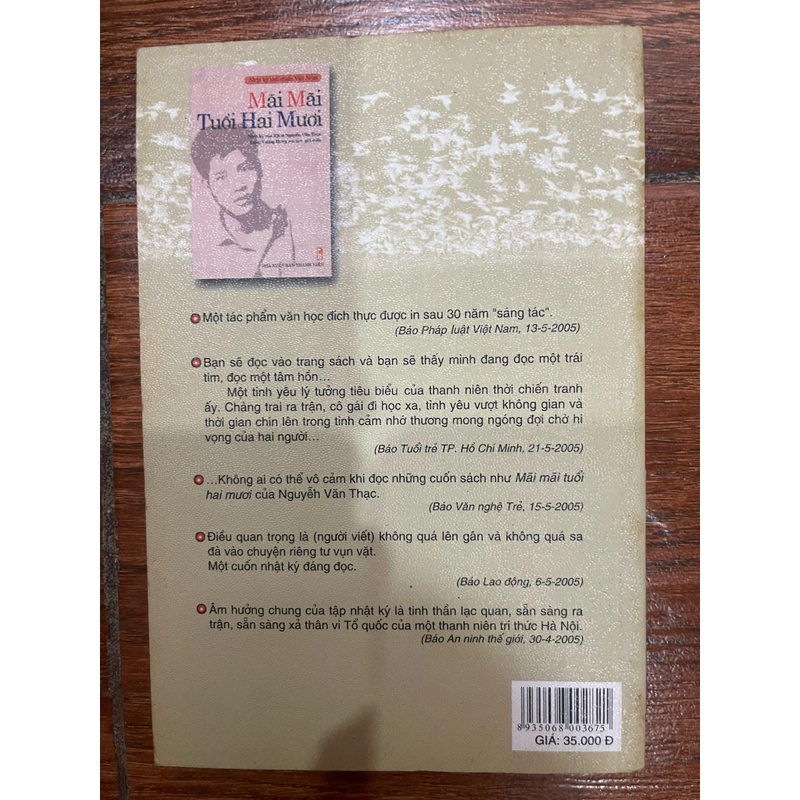 Mãi Mãi
Tuổi Hai Mươi
NHÀ XUẤT BẢN THANH NIÊN
Một tác phẩm văn học đích thực được in sau 30 năm "sáng tác".
(Báo Pháp luật Việt Nam, 13-5-2005)
Bạn sẽ đọc vào trang sách và bạn sẽ thấy mình đang đọc một trái
tim, đọc một tâm hồn...
Một tình yêu lý tưởng tiêu biểu của thanh niên thời chiến tranh
ấy. Chàng trai ra trận, cô gái đi học xa, tình yêu vượt không gian và
thời gian chín lên trong tình cảm nhớ thương mong ngóng đợi chờ hi
vọng của hai người...
(Báo Tuổi trẻ TP. Hồ Chí Minh, 21-5-2005)
...Không ai có thể vô cảm khi đọc những cuốn sách như Mãi mãi tuổi
hai mươi của Nguyễn Văn Thạc.
(Báo Văn nghệ Trẻ, 15-5-2005)
Điều quan trọng là (người viết) không quá lên gân và không quá sa
đà vào chuyện riêng tư vụn vặt.
Một cuốn nhật ký đáng đọc.
(Báo Lao động, 6-5-2005)
Âm hưởng chung của tập nhật ký là tinh thần lạc quan, sẵn sàng ra
trận, sẵn sàng xả thân vì Tổ quốc của một thanh niên trí thức Hà Nội.
(Báo An ninh thế giới, 30-4-2005)
8 935068 003675
GIÁ: 35.000 Đ